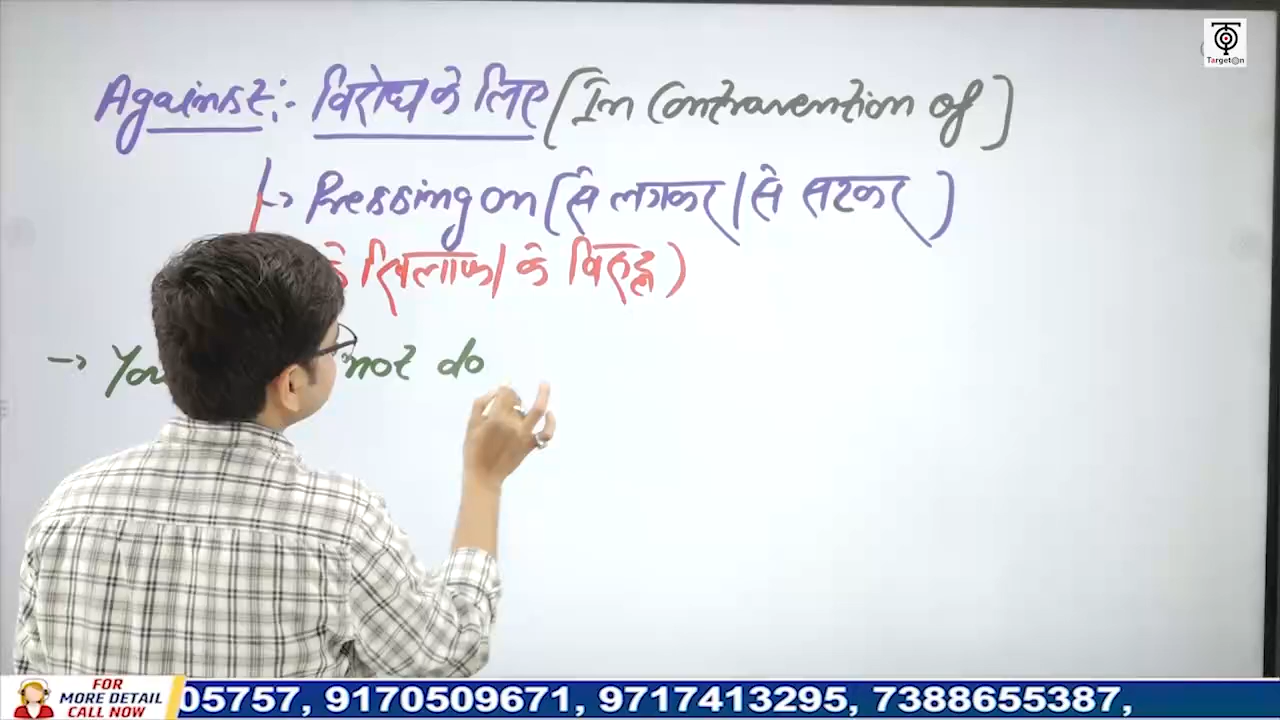 Against :- विरोध के लिए [In Contravention of]
→ Pressing on (से लगकर / से सटकर)
के खिलाफ / के विरुद्ध)
→ You not do
TargetOn
FOR MORE DETAIL CALL NOW
05757, 9170509671, 9717413295, 7388655387,